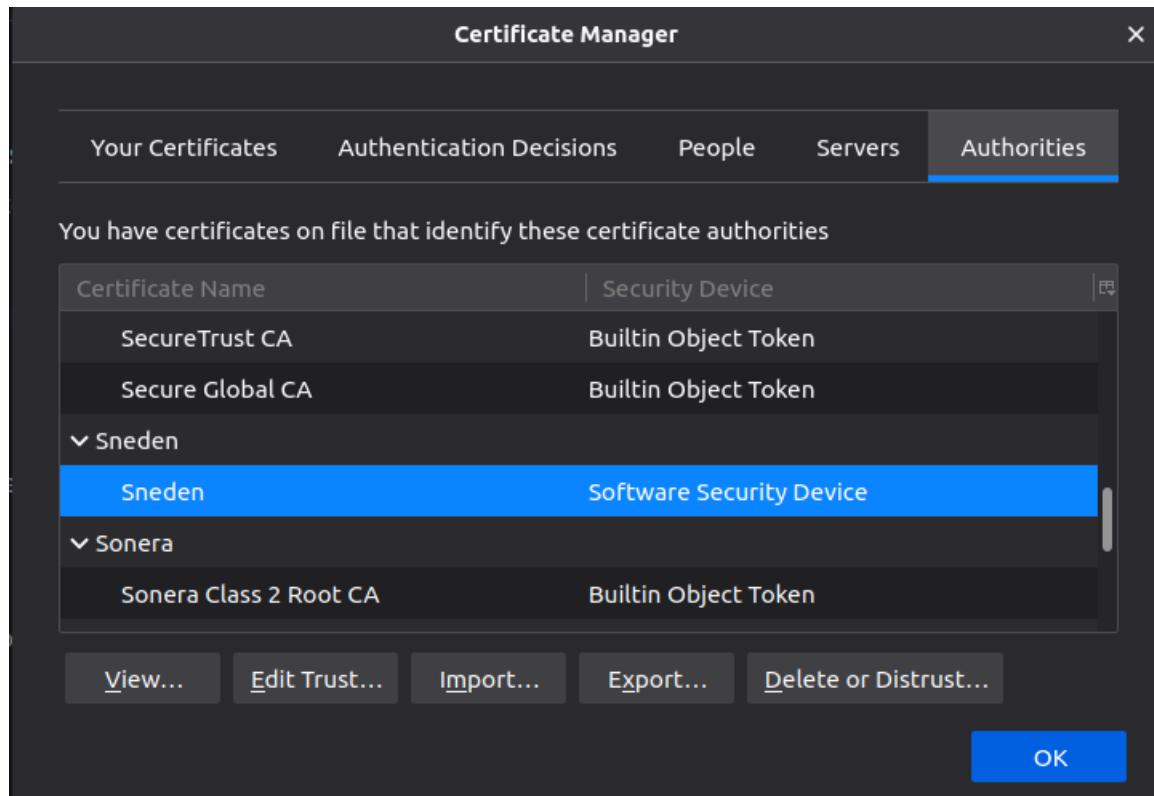 Certificate Manager
Your Certificates Authentication Decisions People Servers Authorities
You have certificates on file that identify these certificate authorities
Certificate Name Security Device
SecureTrust CA Builtin Object Token
Secure Global CA Builtin Object Token
Sneden
Sneden Software Security Device
Sonera
Sonera Class 2 Root CA Builtin Object Token
View... Edit Trust... Import... Export... Delete or Distrust...
OK